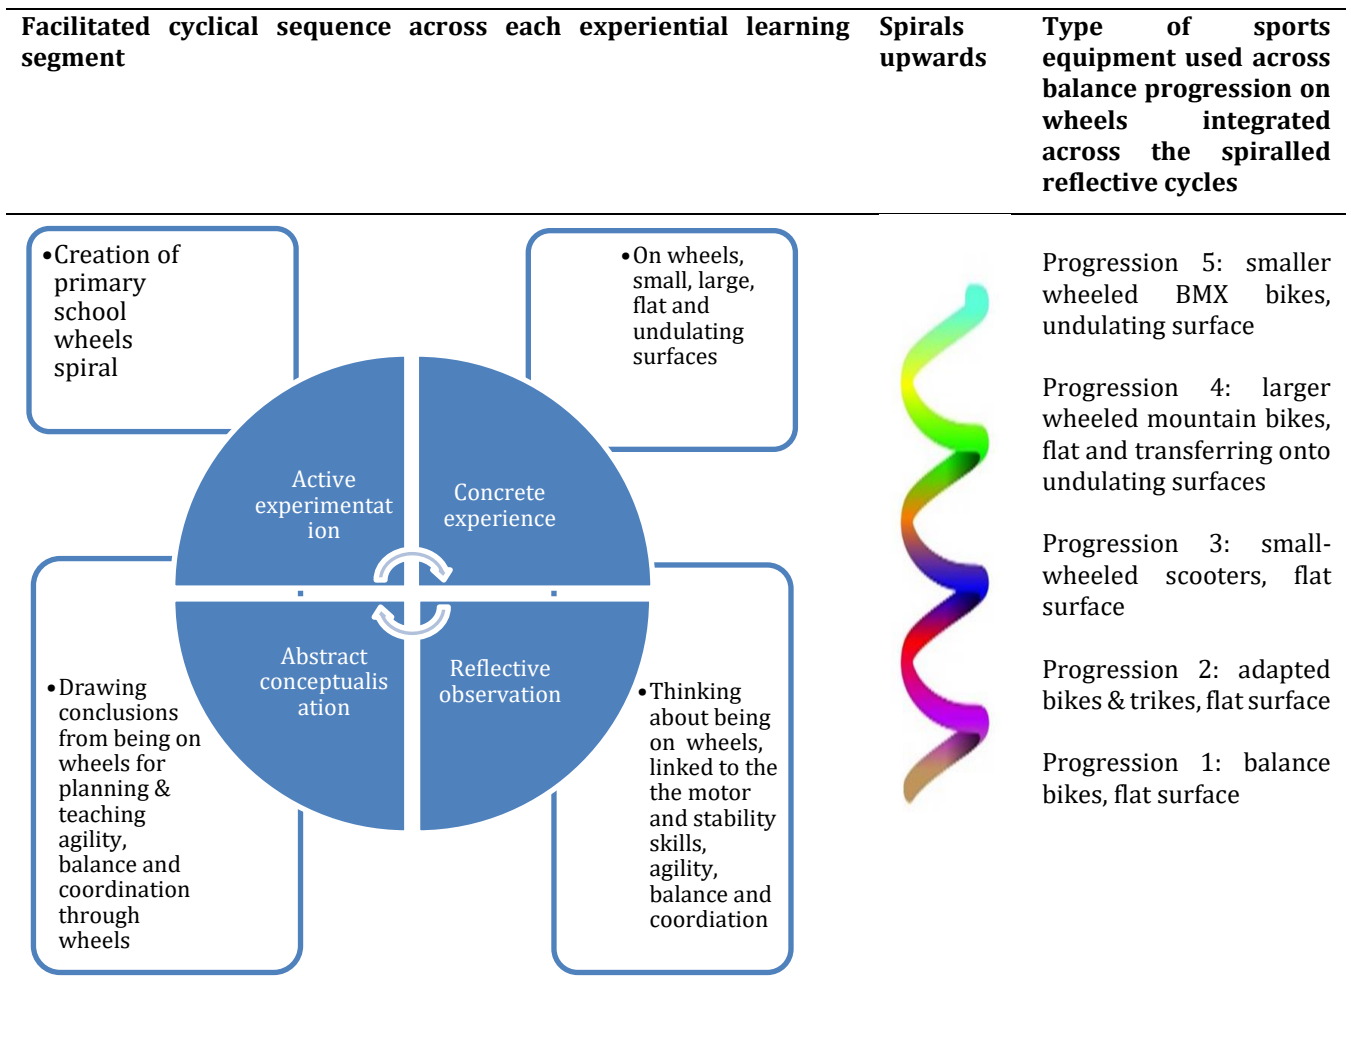 Facilitated cyclical sequence across each experiential learning
segment
Spirals
upwards
Type of sports
equipment used across
balance progression on
wheels integrated
across the spiralled
reflective cycles
•Creation of
primary
school
wheels
spiral
•On wheels,
small, large,
flat and
undulating
surfaces
Active
experimentat
ion
Concrete
experience
Abstract
conceptualis
ation
Reflective
observation
•Drawing
conclusions
from being on
wheels for
planning &
teaching
agility,
balance and
coordination
through
wheels
•Thinking
about being
on wheels,
linked to the
the motor
and stability
skills,
agility,
balance and
coordiation
Progression 5: smaller
wheeled BMX bikes,
undulating surface
Progression 4: larger
wheeled mountain bikes,
flat and transferring onto
undulating surfaces
Progression 3: small-
wheeled scooters, flat
surface
Progression 2: adapted
bikes & trikes, flat surface
Progression 1: balance
bikes, flat surface